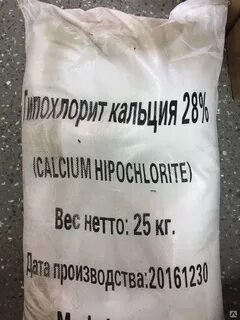 Гипохлорит кальция 28%
(CALCIUM HIPOCHLORITE)
Вес нетто: 25 кг.
Дата производства:20161230